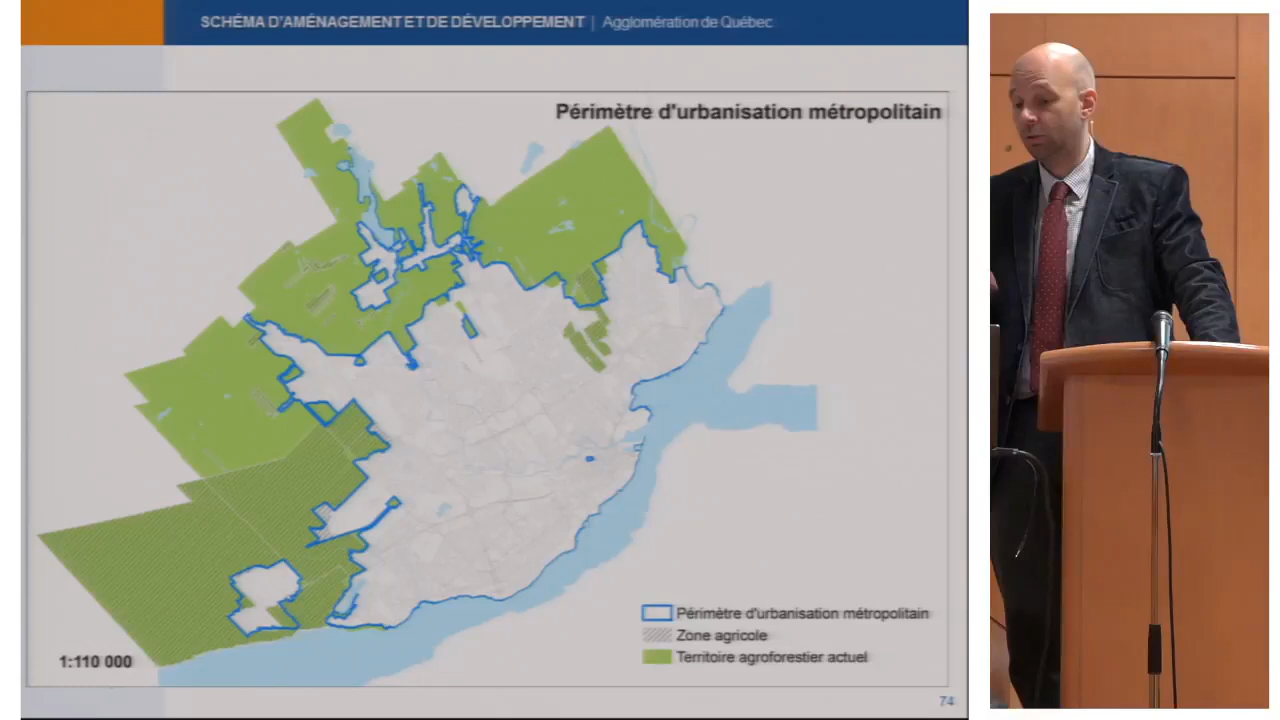 SCHÉMA D'AMÉNAGEMENT ET DE DÉVELOPPEMENT | Agglomération de Québec
Périmètre d'urbanisation métropolitain
Périmètre d'urbanisation métropolitain
Zone agricole
Territoire agroforestier actuel
1:110 000
74